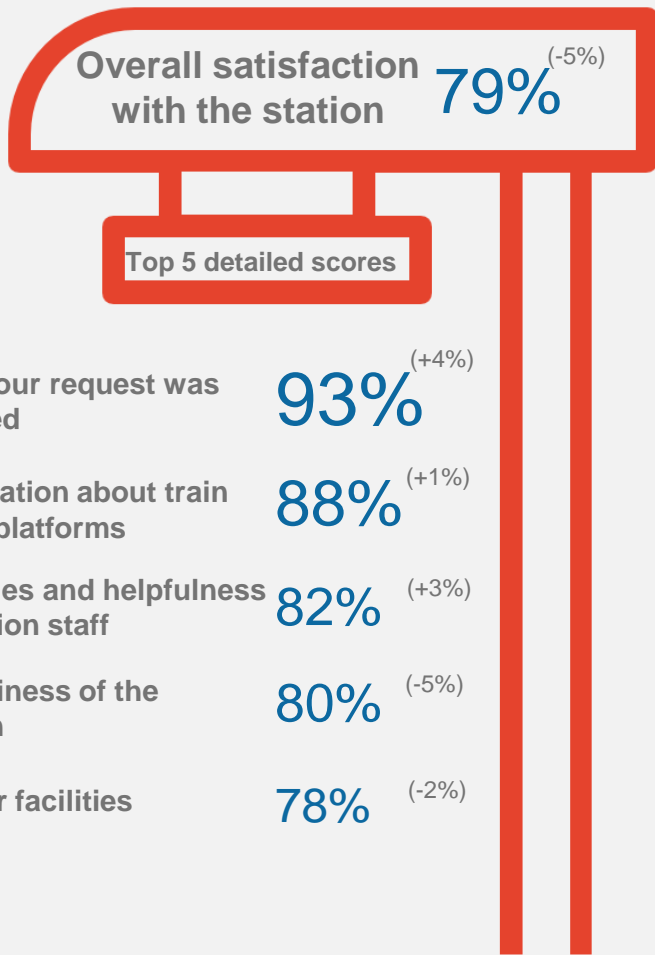 Overall satisfaction
with the station
79%
(-5%)
Top 5 detailed scores
our request was
ed
93%
(+4%)
ation about train
platforms
88%
(+1%)
es and helpfulness
ion staff
82%
(+3%)
iness of the
n
80%
(-5%)
r facilities
78%
(-2%)